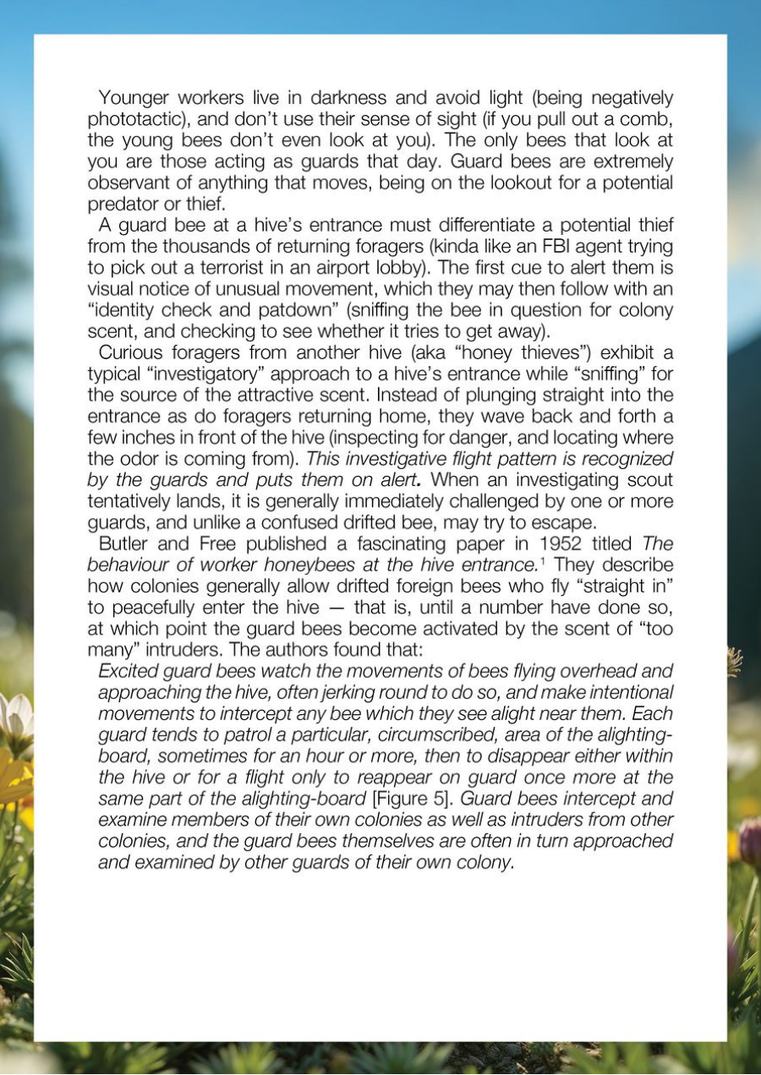 Younger workers live in darkness and avoid light (being negatively
phototactic), and don’t use their sense of sight (if you pull out a comb,
the young bees don’t even look at you). The only bees that look at
you are those acting as guards that day. Guard bees are extremely
observant of anything that moves, being on the lookout for a potential
predator or thief.
A guard bee at a hive’s entrance must differentiate a potential thief
from the thousands of returning foragers (kinda like an FBI agent trying
to pick out a terrorist in an airport lobby). The first cue to alert them is
visual notice of unusual movement, which they may then follow with an
“identity check and patdown” (sniffing the bee in question for colony
scent, and checking to see whether it tries to get away).
Curious foragers from another hive (aka “honey thieves”) exhibit a
typical “investigatory” approach to a hive’s entrance while “sniffing” for
the source of the attractive scent. Instead of plunging straight into the
entrance as do foragers returning home, they wave back and forth a
few inches in front of the hive (inspecting for danger, and locating where
the odor is coming from). This investigative flight pattern is recognized
by the guards and puts them on alert. When an investigating scout
tentatively lands, it is generally immediately challenged by one or more
guards, and unlike a confused drifted bee, may try to escape.
Butler and Free published a fascinating paper in 1952 titled The
behaviour of worker honeybees at the hive entrance.¹ They describe
how colonies generally allow drifted foreign bees who fly “straight in”
to peacefully enter the hive — that is, until a number have done so,
at which point the guard bees become activated by the scent of “too
many” intruders. The authors found that:
Excited guard bees watch the movements of bees flying overhead and
approaching the hive, often jerking round to do so, and make intentional
movements to intercept any bee which they see alight near them. Each
guard tends to patrol a particular, circumscribed, area of the alighting-
board, sometimes for an hour or more, then to disappear either within
the hive or for a flight only to reappear on guard once more at the
same part of the alighting-board [Figure 5]. Guard bees intercept and
examine members of their own colonies as well as intruders from other
colonies, and the guard bees themselves are often in turn approached
and examined by other guards of their own colony.